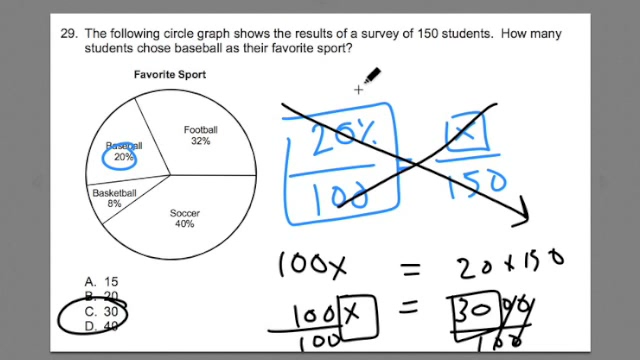 29. The following circle graph shows the results of a survey of 150 students. How many
students chose baseball as their favorite sport?
Favorite Sport
Football
32%
Baseball
20%
Basketball
8%
Soccer
40%
A. 15
B. 20
C. 30
D. 40
20% / 100 = x / 150
100x = 20 x 150
100x / 100 = 3000 / 100